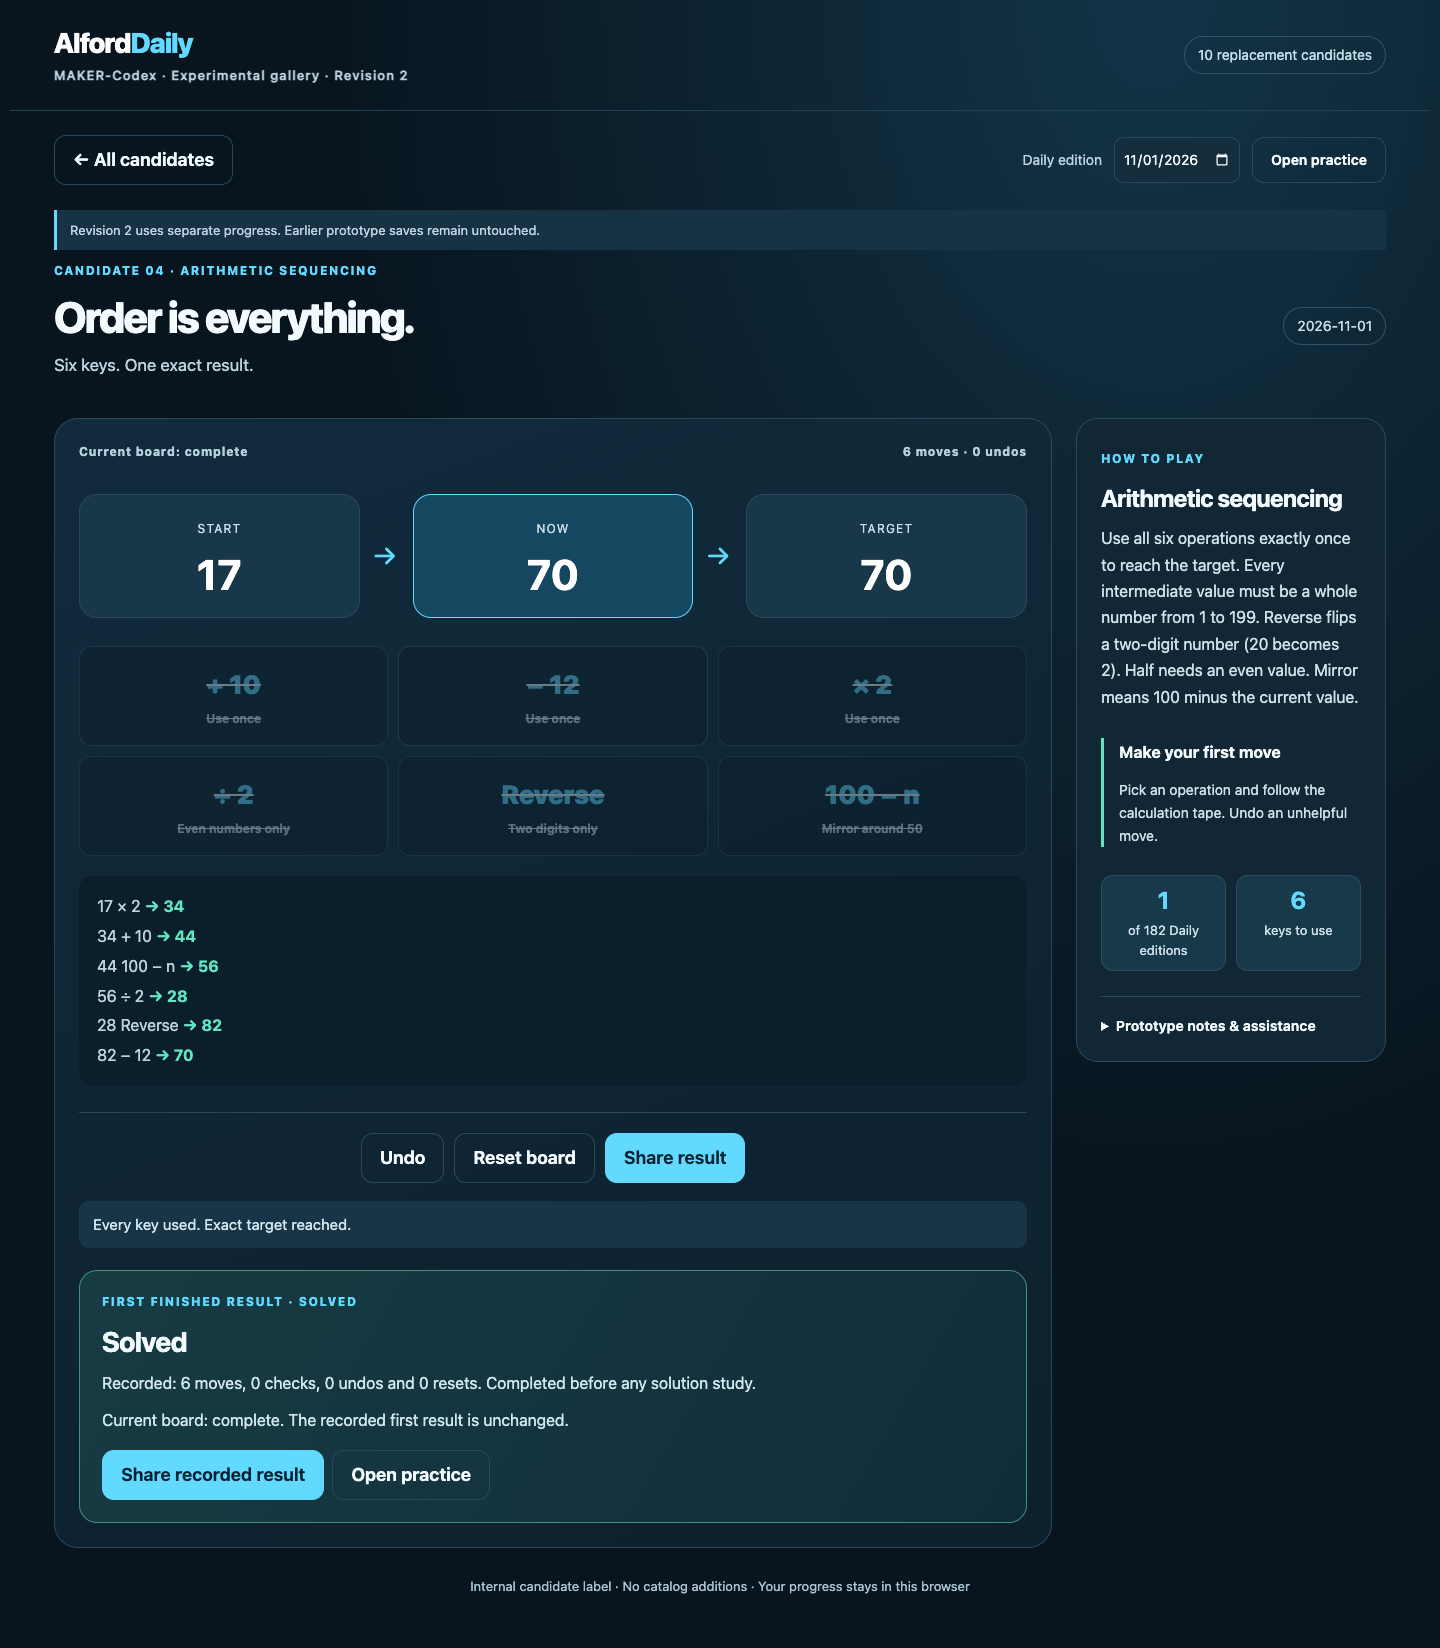 AlfordDaily
MAKER-Codex · Experimental gallery · Revision 2
10 replacement candidates
← All candidates
Daily edition
11/01/2026
Open practice
Revision 2 uses separate progress. Earlier prototype saves remain untouched.
CANDIDATE 04 · ARITHMETIC SEQUENCING
Order is everything.
2026-11-01
Six keys. One exact result.
Current board: complete
6 moves · 0 undos
START
17
→
NOW
70
→
TARGET
70
+ 10
Use once
− 12
Use once
× 2
Use once
÷ 2
Even numbers only
Reverse
Two digits only
100 − n
Mirror around 50
17 × 2 → 34
34 + 10 → 44
44 100 − n → 56
56 ÷ 2 → 28
28 Reverse → 82
82 − 12 → 70
Undo
Reset board
Share result
Every key used. Exact target reached.
FIRST FINISHED RESULT · SOLVED
Solved
Recorded: 6 moves, 0 checks, 0 undos and 0 resets. Completed before any solution study.
Current board: complete. The recorded first result is unchanged.
Share recorded result
Open practice
HOW TO PLAY
Arithmetic sequencing
Use all six operations exactly once
to reach the target. Every
intermediate value must be a whole
number from 1 to 199. Reverse flips
a two-digit number (20 becomes
2). Half needs an even value. Mirror
means 100 minus the current value.
Make your first move
Pick an operation and follow the
calculation tape. Undo an unhelpful
move.
1
of 182 Daily
editions
6
keys to use
▶ Prototype notes & assistance
Internal candidate label · No catalog additions · Your progress stays in this browser